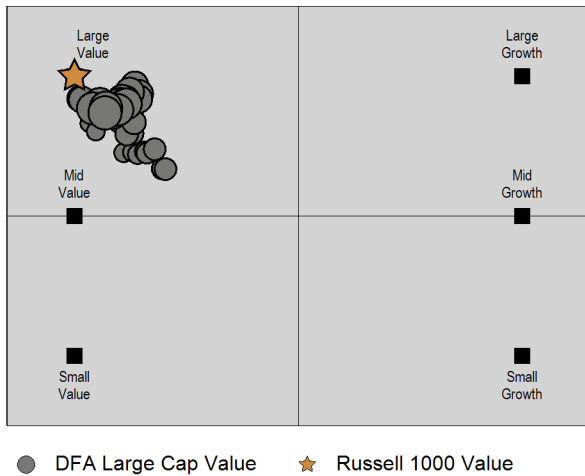 Large
Value
Large
Growth
Mid
Value
Mid
Growth
Small
Value
Small
Growth
DFA Large Cap Value
Russell 1000 Value